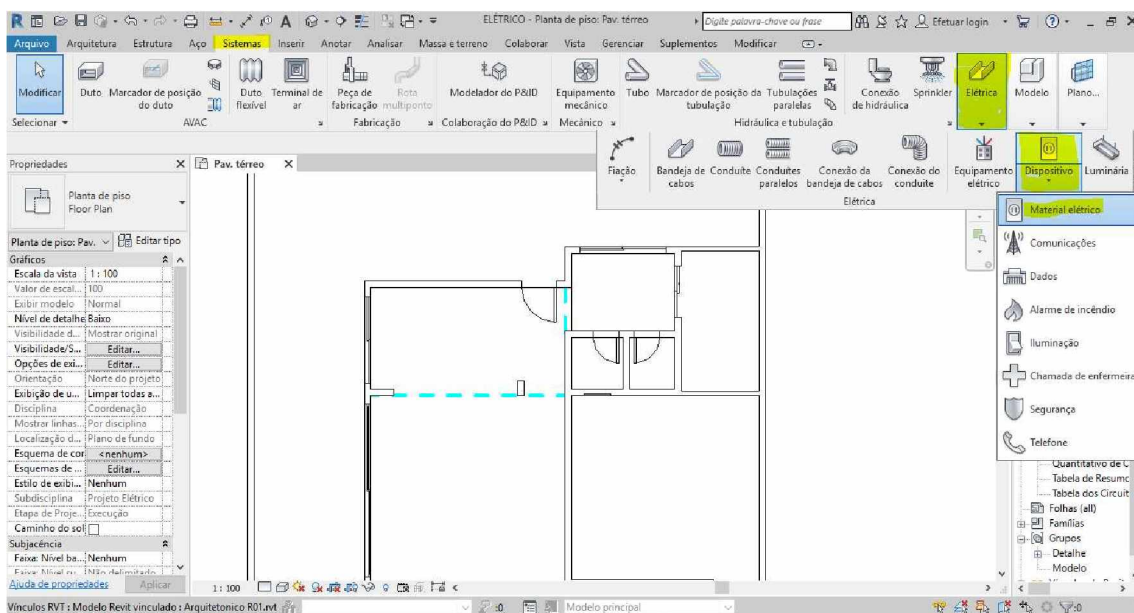 ELÉTRICO - Planta de piso: Pav. térreo
Digite palavra-chave ou frase
Efetuar login
Arquivo Arquitetura Estrutura Aço Sistemas Inserir Anotar Analisar Massa e terreno Colaborar Vista Gerenciar Suplementos Modificar
Modificar
Duto
Marcador de posição do duto
Duto flexível
Terminal de ar
Peça de fabricação
Rota multiponto
Modelador do P&ID
Equipamento mecânico
Tubo
Marcador de posição da tubulação
Tubulações paralelas
Conexão de hidráulica
Sprinkler
Elétrica
Modelo
Plano...
Selecionar
AVAC
Fabricação
Colaboração do P&ID
Mecânico
Hidráulica e tubulação
Fiação
Bandeja de cabos
Conduíte
Conduítes paralelos
Conexão da bandeja de cabos
Conexão do conduíte
Equipamento elétrico
Dispositivo
Luminária
Elétrica
Material elétrico
Comunicações
Dados
Alarme de incêndio
Iluminação
Chamada de enfermeira
Segurança
Telefone
Propriedades
Pav. térreo
Planta de piso
Floor Plan
Planta de piso: Pav.
Editar tipo
Gráficos
Escala da vista 1 : 100
Valor de escal... 100
Exibir modelo Normal
Nível de detalhe Baixo
Visibilidade d... Mostrar original
Visibilidade/S... Editar...
Opções de exi... Editar...
Orientação Norte do projeto
Exibição de u... Limpar todas a...
Disciplina Coordenação
Mostrar linhas... Por disciplina
Localização d... Plano de fundo
Esquema de cor <nenhum>
Esquemas de ... Editar...
Estilo de exibi... Nenhum
Subdisciplina Projeto Elétrico
Etapa de Proje... Execução
Caminho do sol
Subjacência
Faixa: Nível ba... Nenhum
Ajuda de propriedades
Aplicar
1 : 100
Quantitativo de C
Tabela de Resumo
Tabela dos Circuit
Folhas (all)
Famílias
Grupos
Detalhe
Modelo
Vínculos RVT : Modelo Revit vinculado : Arquitetonico R01.rvt
:0
Modelo principal
:0